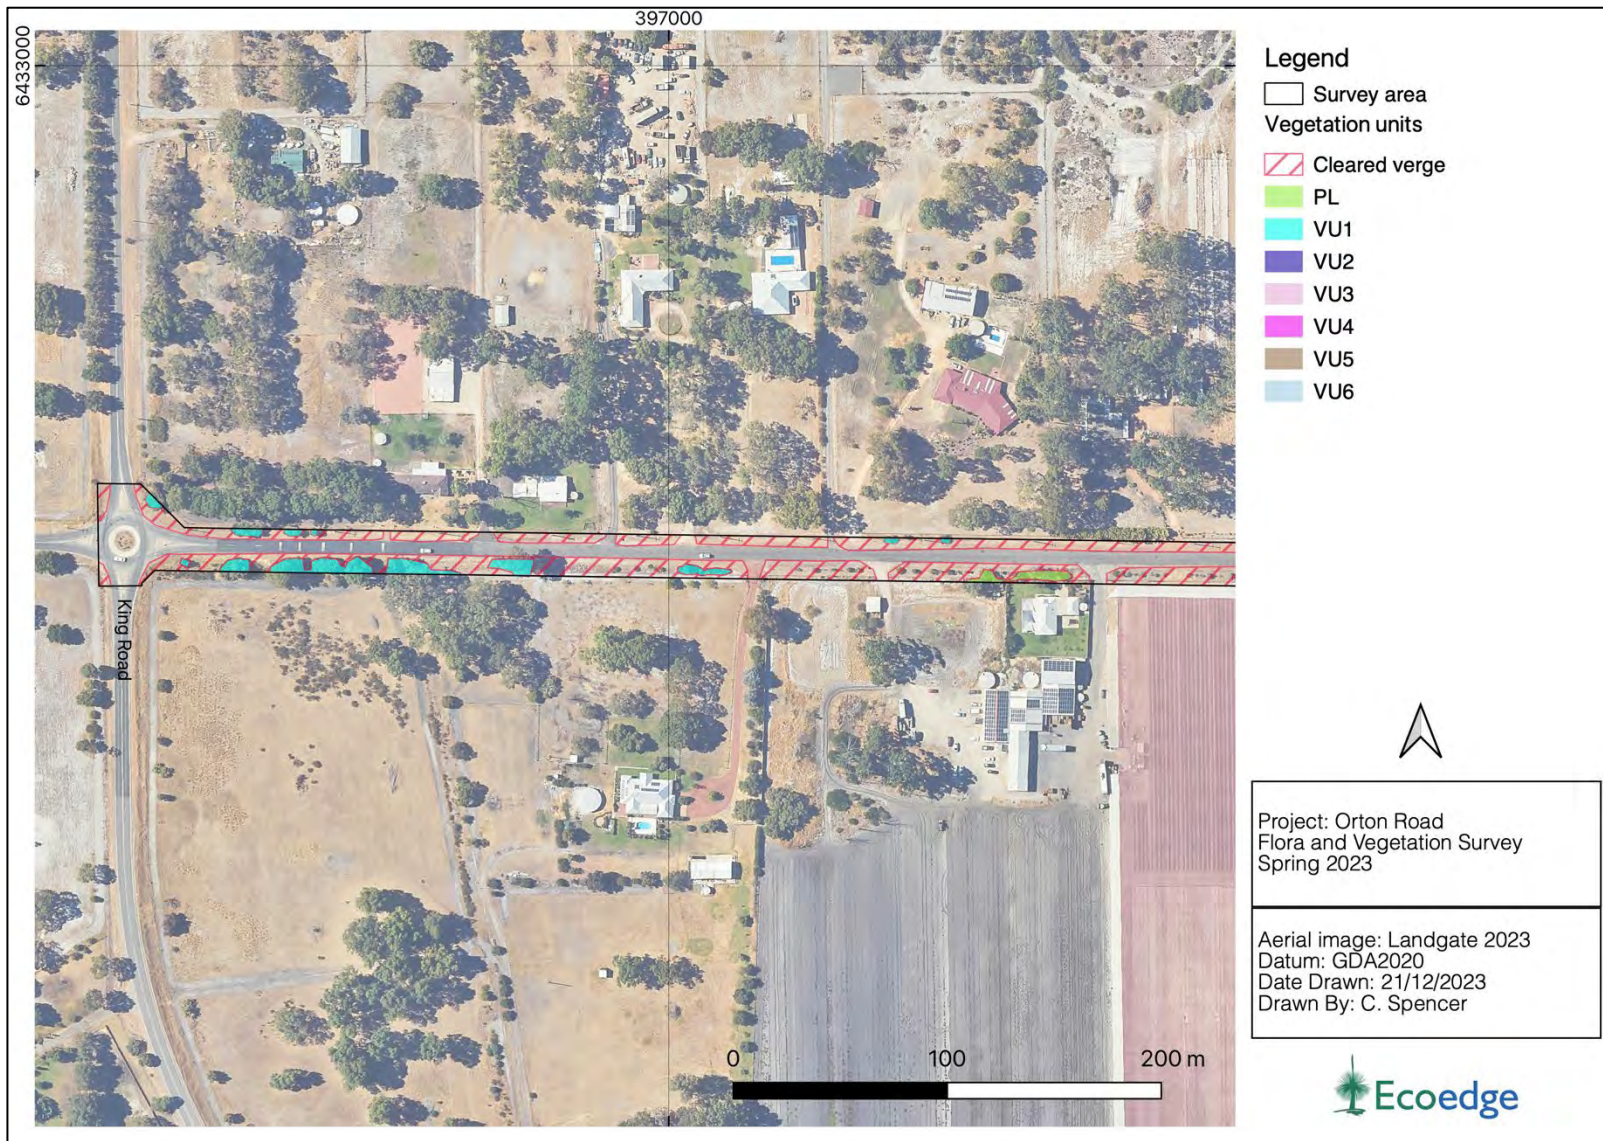 397000
6433000
King Road
0 100 200 m
Legend
Survey area
Vegetation units
Cleared verge
PL
VU1
VU2
VU3
VU4
VU5
VU6
Project: Orton Road
Flora and Vegetation Survey
Spring 2023
Aerial image: Landgate 2023
Datum: GDA2020
Date Drawn: 21/12/2023
Drawn By: C. Spencer
Ecoedge